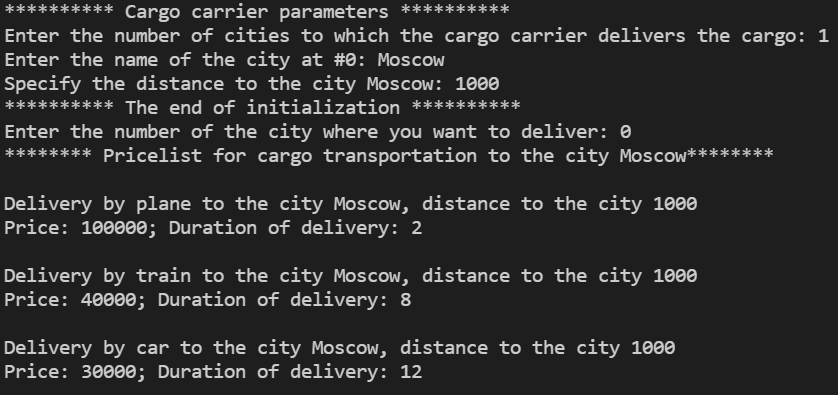 ********** Cargo carrier parameters **********
Enter the number of cities to which the cargo carrier delivers the cargo: 1
Enter the name of the city at #0: Moscow
Specify the distance to the city Moscow: 1000
********** The end of initialization **********
Enter the number of the city where you want to deliver: 0
******** Pricelist for cargo transportation to the city Moscow********
Delivery by plane to the city Moscow, distance to the city 1000
Price: 100000; Duration of delivery: 2
Delivery by train to the city Moscow, distance to the city 1000
Price: 40000; Duration of delivery: 8
Delivery by car to the city Moscow, distance to the city 1000
Price: 30000; Duration of delivery: 12